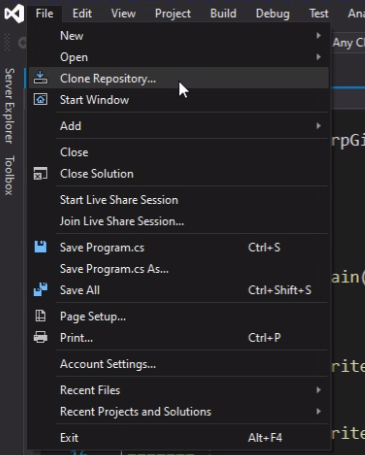 File Edit View Project Build Debug Test
Any C
New
Open
Clone Repository...
Start Window
Add
Close
Close Solution
Start Live Share Session
Join Live Share Session...
Save Program.cs Ctrl+S
Save Program.cs As...
Save All Ctrl+Shift+S
Page Setup...
Print... Ctrl+P
Account Settings...
Recent Files
Recent Projects and Solutions
Exit Alt+F4
Server Explorer
Toolbox
rpGi
ain(
rite
rite